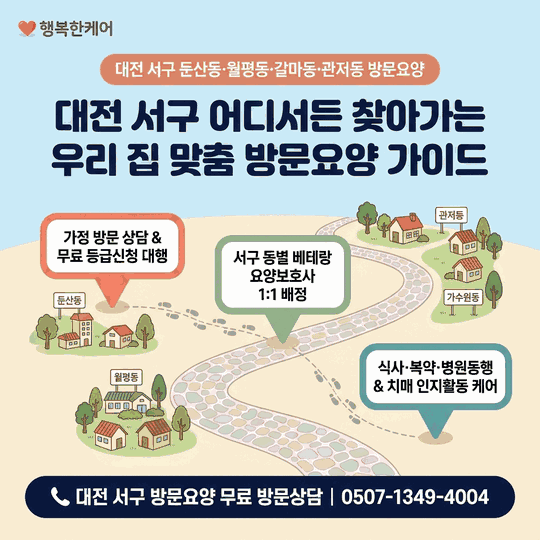 행복한케어
대전 서구 둔산동·월평동·갈마동·관저동 방문요양
대전 서구 어디서든 찾아가는
우리 집 맞춤 방문요양 가이드
가정 방문 상담 &
무료 등급신청 대행
서구 동별 베테랑
요양보호사
1:1 배정
관저동
가수원동
둔산동
월평동
식사·복약·병원동행
& 치매 인지활동 케어
대전 서구 방문요양 무료 방문상담 | 0507-1349-4004